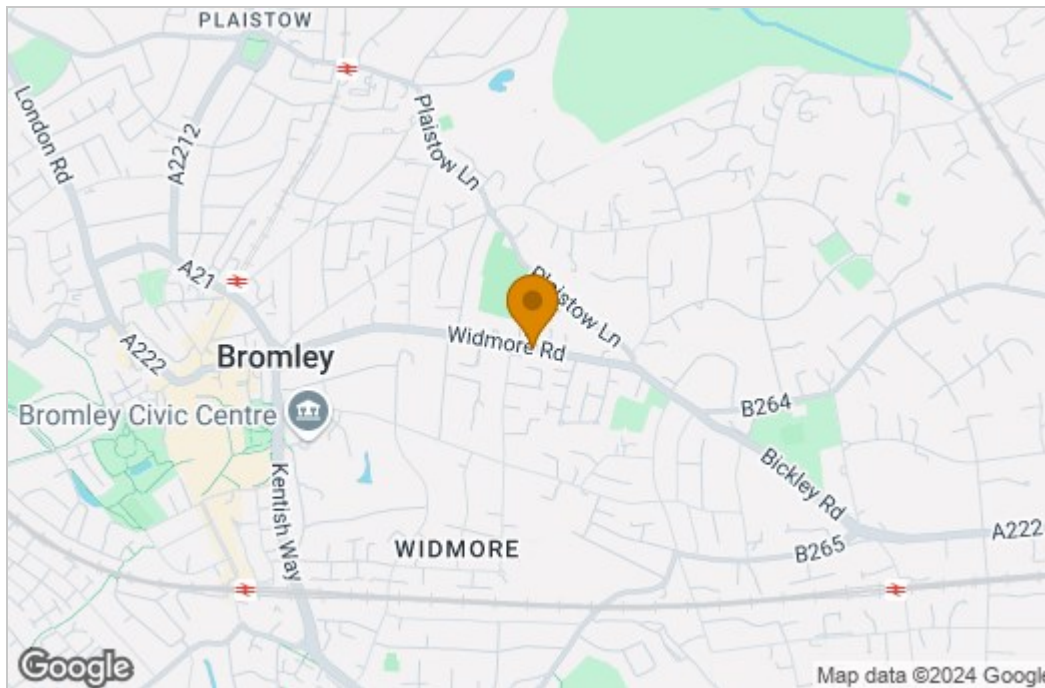 PLAISTOW
London Rd
A2212
Plaistow Ln
A21
Plaistow Ln
Widmore Rd
A222
Bromley
B264
Bromley Civic Centre
Kentish Way
Bickley Rd
A222
WIDMORE
B265
Google
Map data ©2024 Google